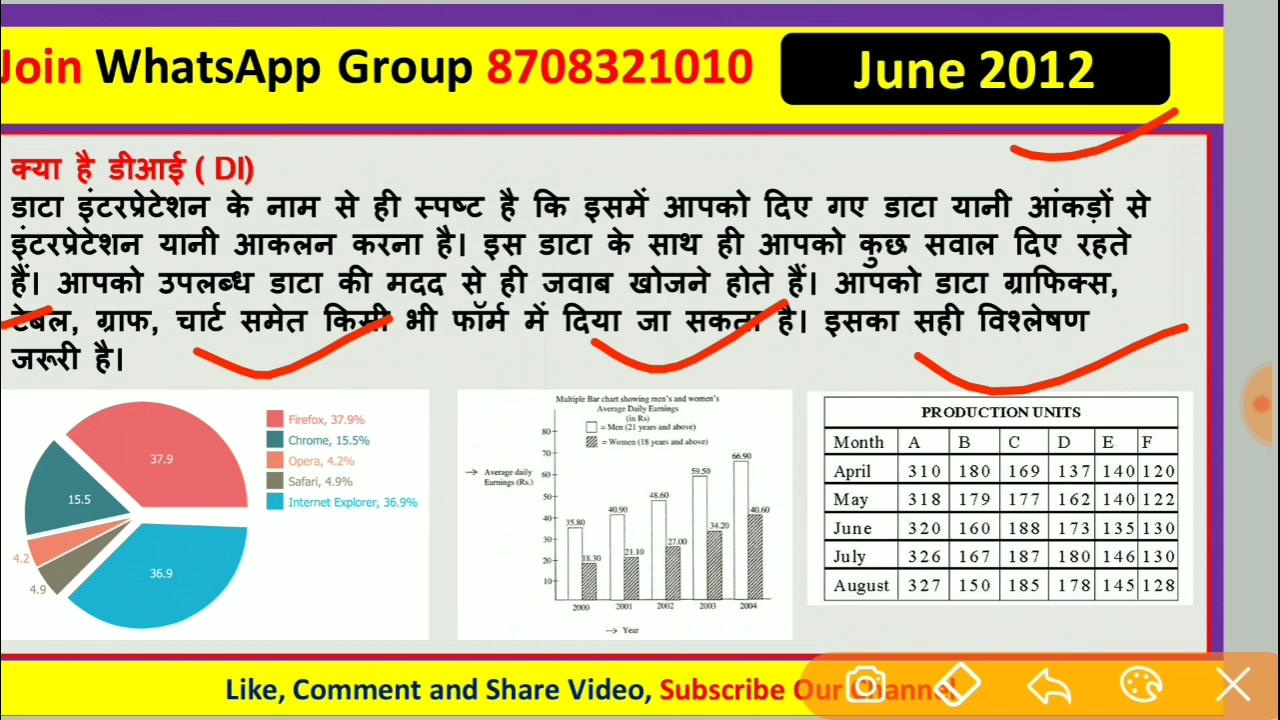 Join WhatsApp Group 8708321010
June 2012
क्या है डीआई ( DI)
डाटा इंटरप्रेटेशन के नाम से ही स्पष्ट है कि इसमें आपको दिए गए डाटा यानी आंकड़ों से
इंटरप्रेटेशन यानी आकलन करना है। इस डाटा के साथ ही आपको कुछ सवाल दिए रहते
हैं। आपको उपलब्ध डाटा की मदद से ही जवाब खोजने होते हैं। आपको डाटा ग्राफिक्स,
टेबल, ग्राफ, चार्ट समेत किसी भी फॉर्म में दिया जा सकता है। इसका सही विश्लेषण
जरूरी है।
37.9
15.5
4.2
4.9
36.9
Firefox, 37.9%
Chrome, 15.5%
Opera, 4.2%
Safari, 4.9%
Internet Explorer, 36.9%
Multiple Bar chart showing men's and women's
Average Daily Earnings
(in Rs)
= Men (21 years and above)
= Women (18 years and above)
Average daily
Earnings (Rs.)
80
70
60
50
40
30
20
10
35.80
18.30
40.90
21.10
48.60
27.00
59.50
34.20
66.90
40.60
2000 2001 2002 2003 2004
Year
PRODUCTION UNITS
Month A B C D E F
April 310 180 169 137 140 120
May 318 179 177 162 140 122
June 320 160 188 173 135 130
July 326 167 187 180 146 130
August 327 150 185 178 145 128
Like, Comment and Share Video, Subscribe Our Channel